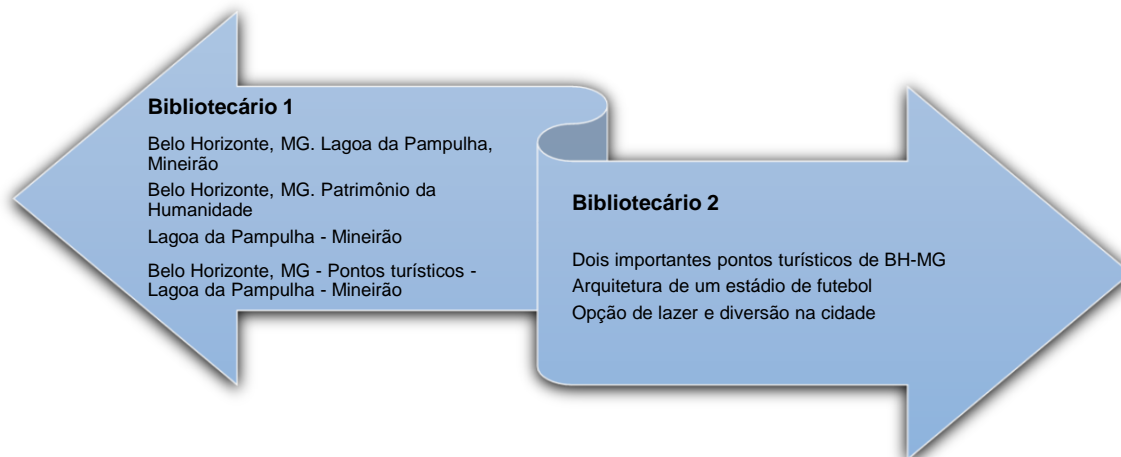 Bibliotecário 1
Belo Horizonte, MG. Lagoa da Pampulha,
Mineirão
Belo Horizonte, MG. Patrimônio da
Humanidade
Lagoa da Pampulha - Mineirão
Belo Horizonte, MG - Pontos turísticos -
Lagoa da Pampulha - Mineirão
Bibliotecário 2
Dois importantes pontos turísticos de BH-MG
Arquitetura de um estádio de futebol
Opção de lazer e diversão na cidade